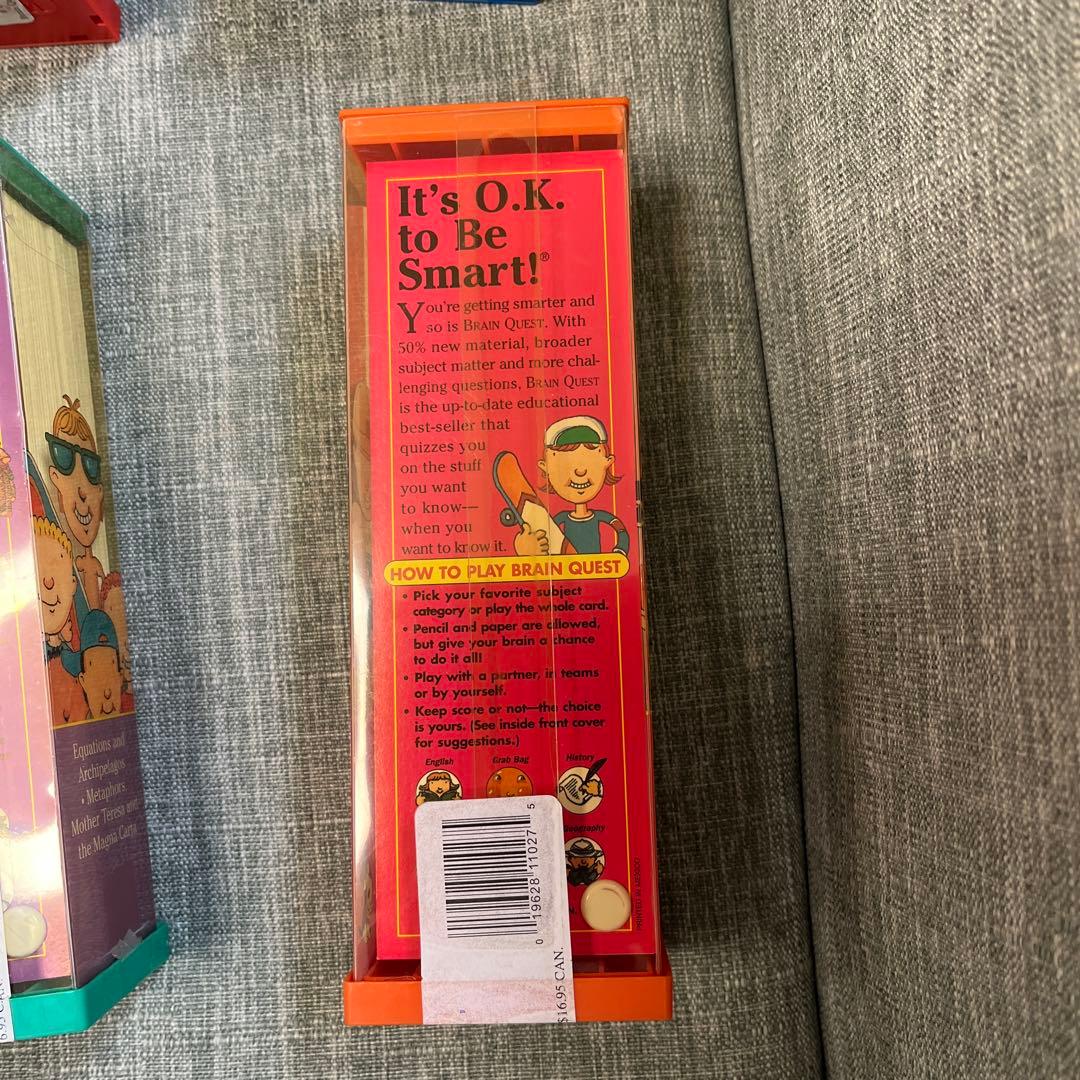 It's O.K.
to Be
Smart!®
You're getting smarter and
so is BRAIN QUEST. With
50% new material, broader
subject matter and more chal-
lenging questions, BRAIN QUEST
is the up-to-date educational
best-seller that
quizzes you
on the stuff
you want
to know—
when you
want to know it.
HOW TO PLAY BRAIN QUEST
• Pick your favorite subject
category or play the whole card.
• Pencil and paper are allowed,
but give your brain a chance
to do it all!
• Play with a partner, in teams
or by yourself.
• Keep score or not—the choice
is yours. (See inside front cover
for suggestions.)
English Grab Bag History
Geography
PRINTED IN MEXICO
0 19628 11027 5
$16.95 CAN.
Equations and
Archipelagos
• Metaphors
Mother Teresa and
the Magna Carta
6.95 CAN.